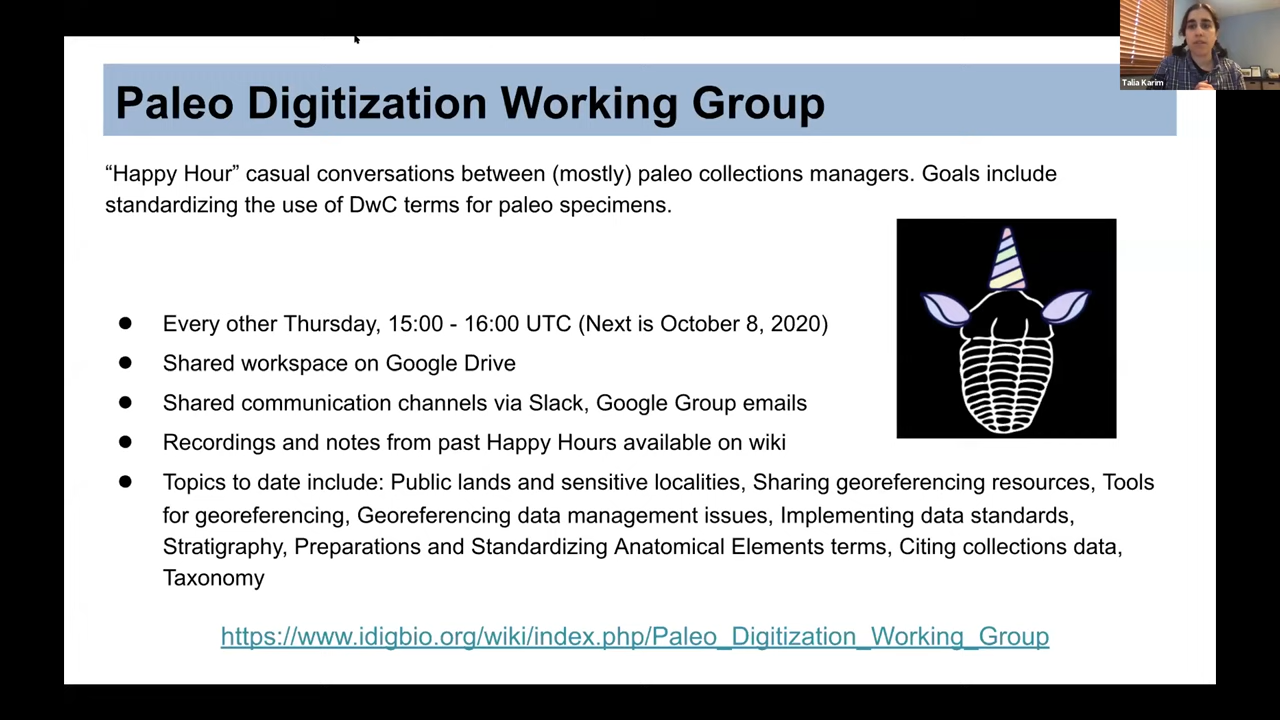 Talia Karim
Paleo Digitization Working Group
“Happy Hour” casual conversations between (mostly) paleo collections managers. Goals include
standardizing the use of DwC terms for paleo specimens.
● Every other Thursday, 15:00 - 16:00 UTC (Next is October 8, 2020)
● Shared workspace on Google Drive
● Shared communication channels via Slack, Google Group emails
● Recordings and notes from past Happy Hours available on wiki
● Topics to date include: Public lands and sensitive localities, Sharing georeferencing resources, Tools
for georeferencing, Georeferencing data management issues, Implementing data standards,
Stratigraphy, Preparations and Standardizing Anatomical Elements terms, Citing collections data,
Taxonomy
https://www.idigbio.org/wiki/index.php/Paleo_Digitization_Working_Group